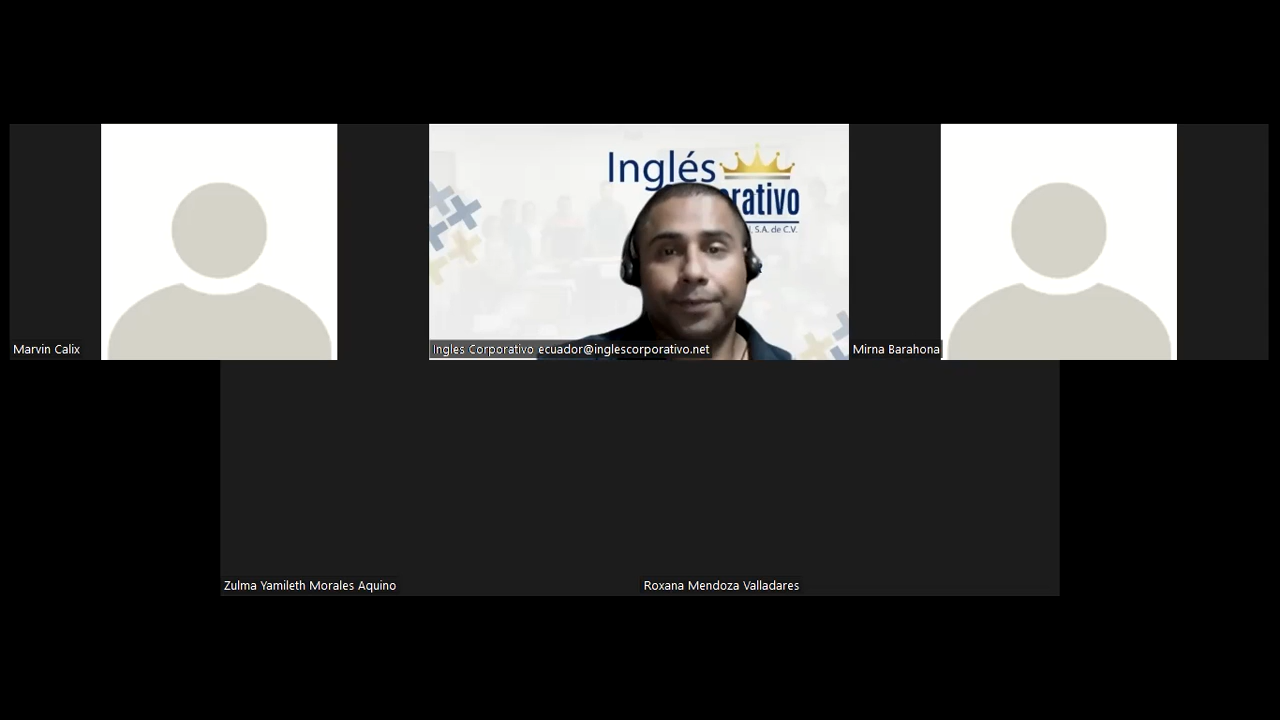 Inglés
rativo
S.A. de C.V.
Marvin Calix
Ingles Corporativo ecuador@inglescorporativo.net
Mirna Barahona
Zulma Yamileth Morales Aquino
Roxana Mendoza Valladares